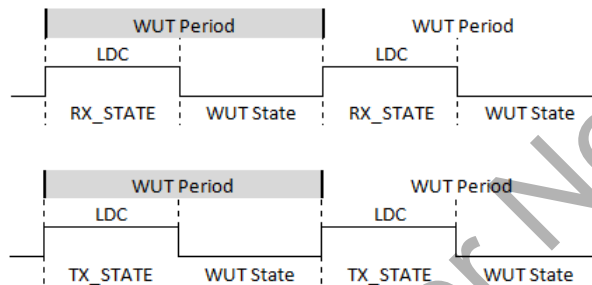 WUT Period WUT Period
LDC LDC
RX_STATE WUT State RX_STATE WUT State
WUT Period WUT Period
LDC LDC
TX_STATE WUT State TX_STATE WUT State